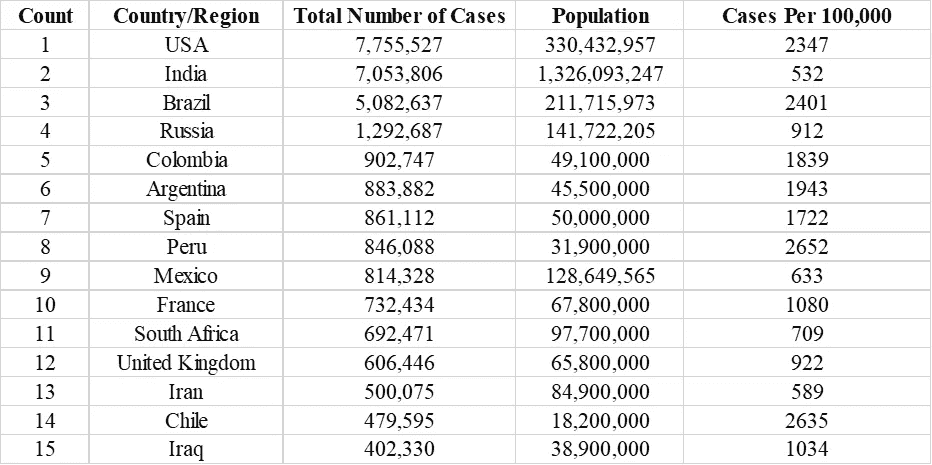 Count Country/Region Total Number of Cases Population Cases Per 100,000
1 USA 7,755,527 330,432,957 2347
2 India 7,053,806 1,326,093,247 532
3 Brazil 5,082,637 211,715,973 2401
4 Russia 1,292,687 141,722,205 912
5 Colombia 902,747 49,100,000 1839
6 Argentina 883,882 45,500,000 1943
7 Spain 861,112 50,000,000 1722
8 Peru 846,088 31,900,000 2652
9 Mexico 814,328 128,649,565 633
10 France 732,434 67,800,000 1080
11 South Africa 692,471 97,700,000 709
12 United Kingdom 606,446 65,800,000 922
13 Iran 500,075 84,900,000 589
14 Chile 479,595 18,200,000 2635
15 Iraq 402,330 38,900,000 1034